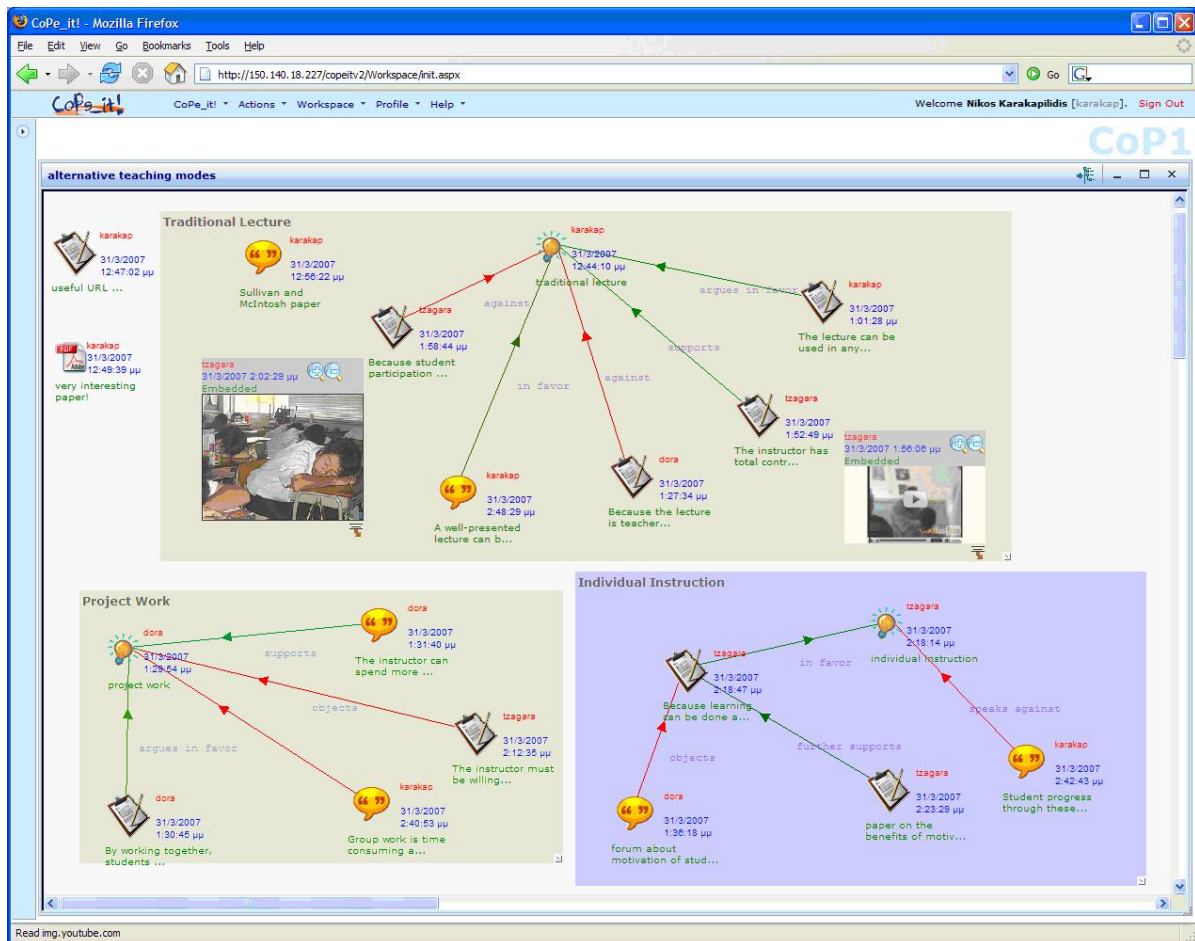 CoPe_it! - Mozilla Firefox
File Edit View Go Bookmarks Tools Help
http://150.140.18.227/copeitv2/Workspace/init.aspx
Go
CoPe_it!
CoPe_it! Actions Workspace Profile Help
Welcome Nikos Karakapilidis [karakap]. Sign Out
CoP1
alternative teaching modes
karakap
31/3/2007
12:47:02 μμ
useful URL ...
karakap
31/3/2007
12:49:39 μμ
very interesting
paper!
Traditional Lecture
karakap
31/3/2007
12:56:22 μμ
Sullivan and
McIntosh paper
karakap
31/3/2007
12:44:10 μμ
traditional lecture
against
tzagara
31/3/2007
1:58:44 μμ
Because student
participation ...
argues in favor
karakap
31/3/2007
1:01:28 μμ
The lecture can be
used in any...
supports
tzagara
31/3/2007 2:02:29 μμ
Embedded
in favor
against
tzagara
31/3/2007
1:52:49 μμ
The instructor has
total contr...
karakap
31/3/2007
2:48:29 μμ
A well-presented
lecture can b...
dora
31/3/2007
1:27:34 μμ
Because the lecture
is teacher...
tzagara
31/3/2007 1:56:06 μμ
Embedded
Project Work
dora
31/3/2007
1:29:54 μμ
project work
supports
dora
31/3/2007
1:31:40 μμ
The instructor can
spend more ...
objects
tzagara
31/3/2007
2:12:35 μμ
The instructor must
be willing...
argues in favor
dora
31/3/2007
1:30:45 μμ
By working together,
students ...
karakap
31/3/2007
2:40:53 μμ
Group work is time
consuming a...
Individual Instruction
tzagara
31/3/2007
2:18:14 μμ
individual instruction
in favor
tzagara
31/3/2007
2:18:47 μμ
Because learning
can be done a...
speaks against
karakap
31/3/2007
2:42:43 μμ
Student progress
through these...
objects
further supports
dora
31/3/2007
1:36:18 μμ
forum about
motivation of stud...
tzagara
31/3/2007
2:23:29 μμ
paper on the
benefits of motiv...
Read img.youtube.com